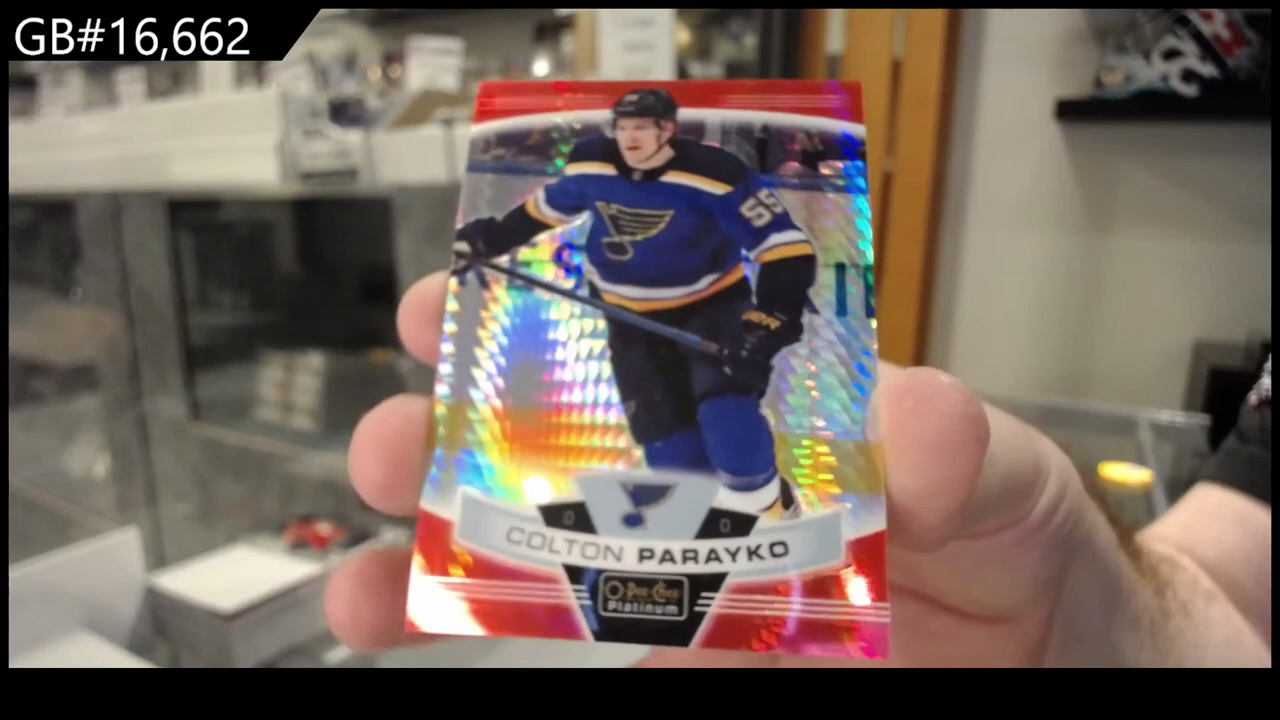 GB#16,662
55
D D
COLTON PARAYKO
O-Pee-Chee
Platinum